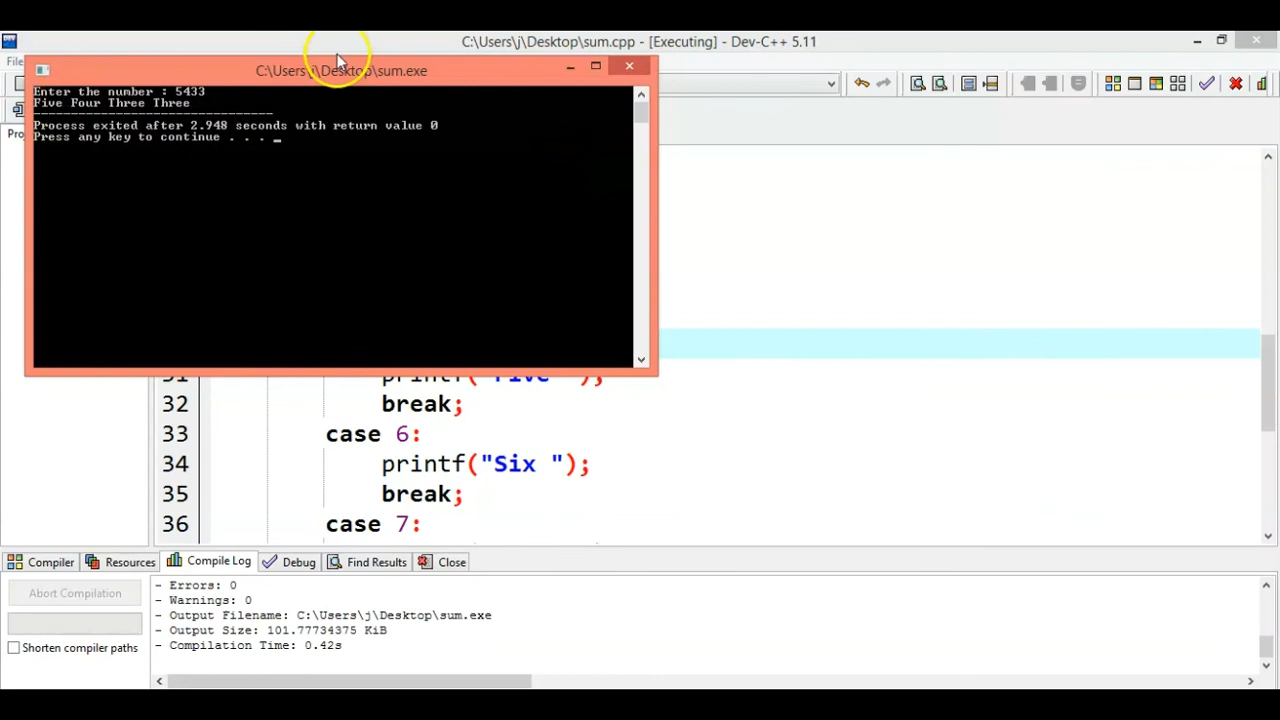 C:\Users\j\Desktop\sum.cpp - [Executing] - Dev-C++ 5.11
C:\Users\j\Desktop\sum.exe
Enter the number : 5433
Five Four Three Three
--------------------------------
Process exited after 2.948 seconds with return value 0
Press any key to continue . . .
31 printf("Five ");
32 break;
33 case 6:
34 printf("Six ");
35 break;
36 case 7:
Compiler Resources Compile Log Debug Find Results Close
Abort Compilation
Shorten compiler paths
- Errors: 0
- Warnings: 0
- Output Filename: C:\Users\j\Desktop\sum.exe
- Output Size: 101.77734375 KiB
- Compilation Time: 0.42s